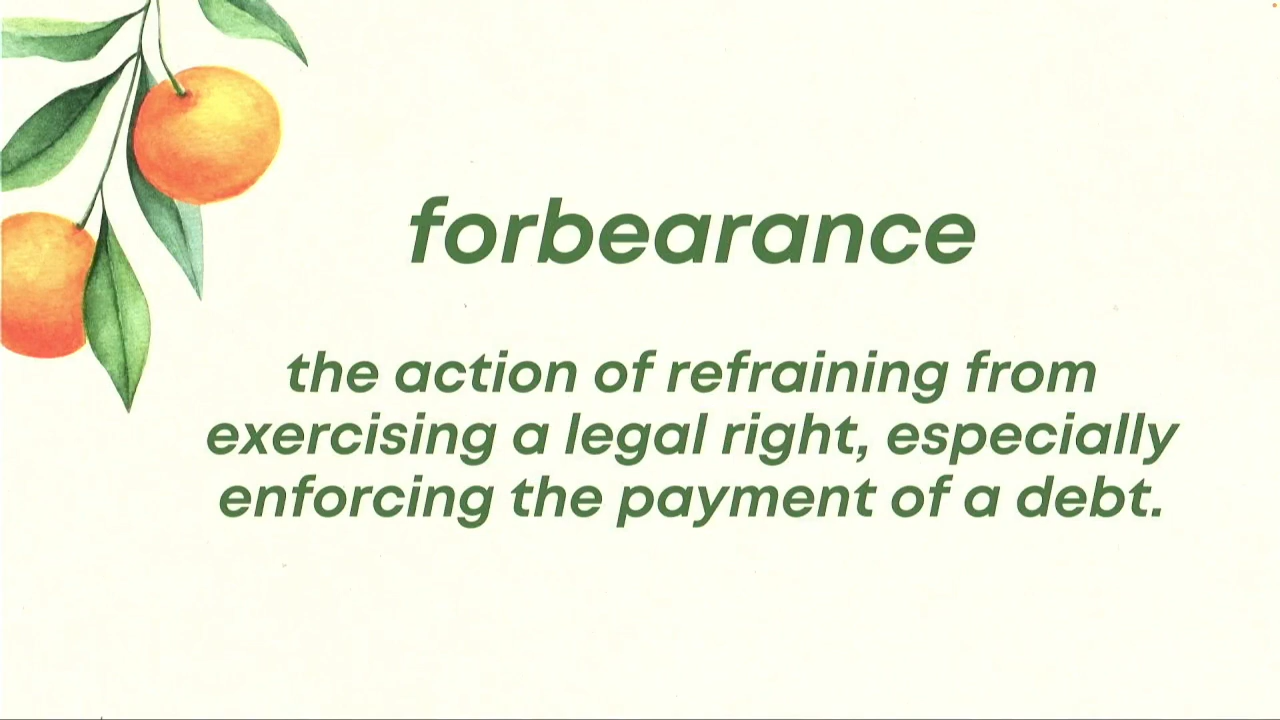 forbearance
the action of refraining from
exercising a legal right, especially
enforcing the payment of a debt.